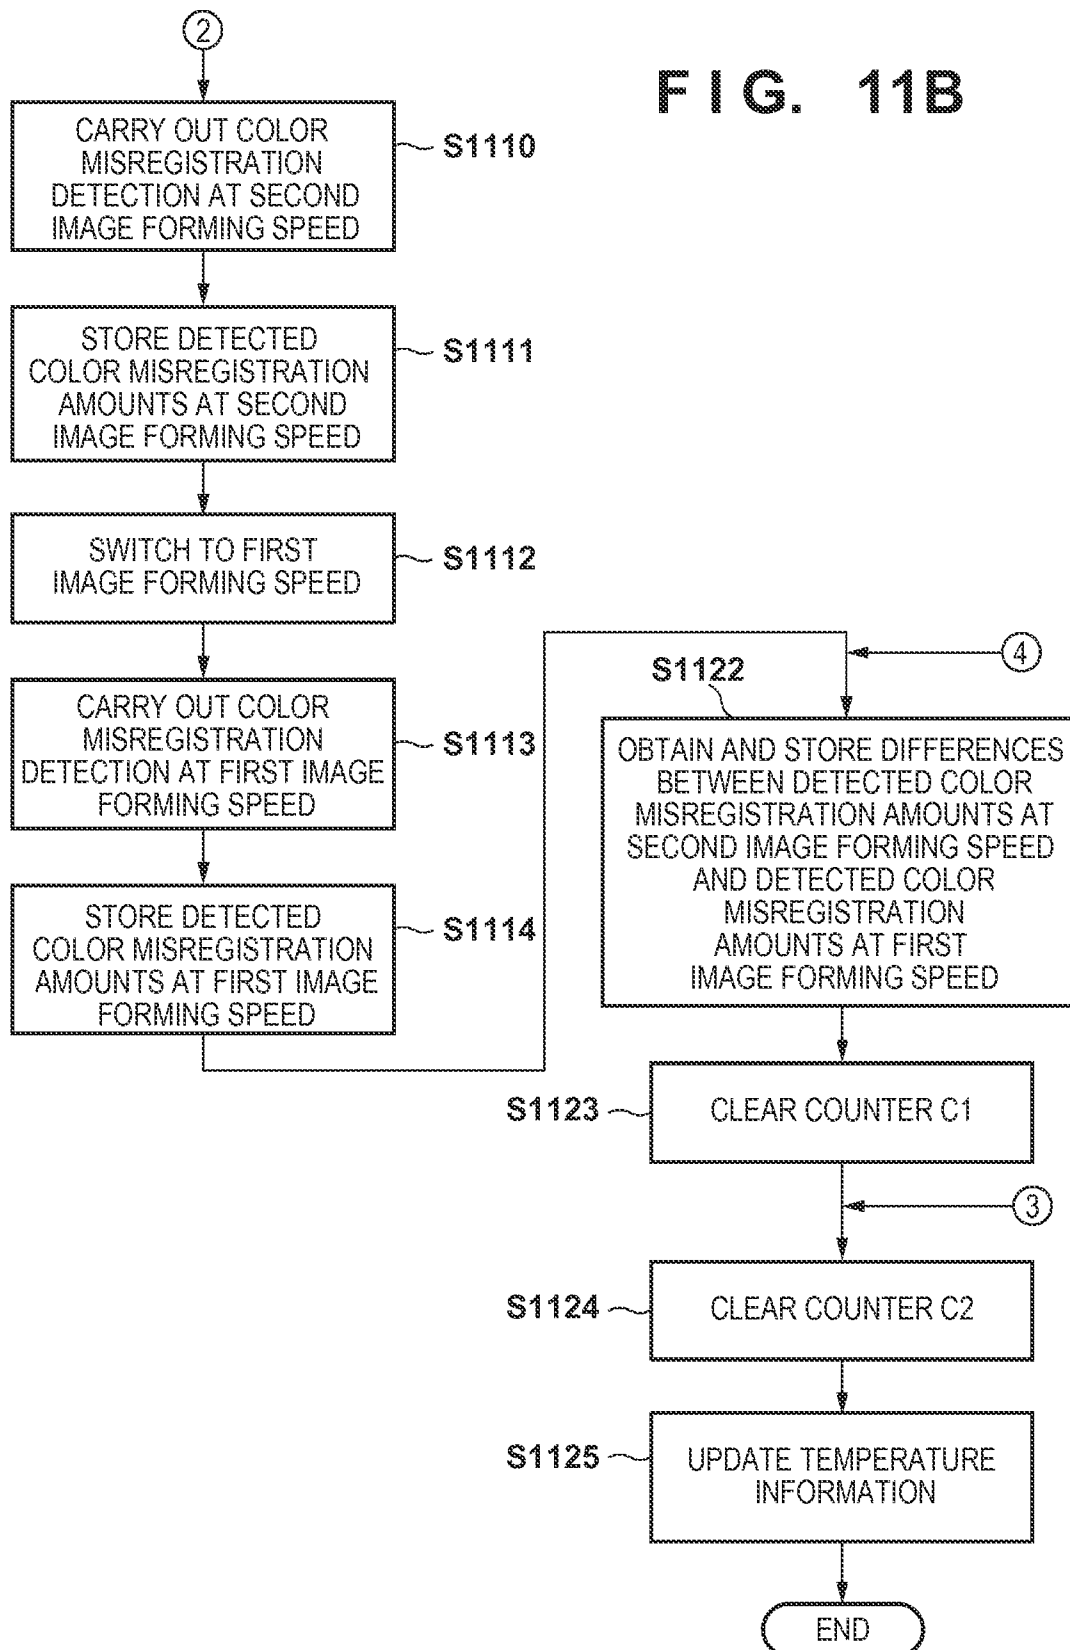 FIG. 11B
2
CARRY OUT COLOR
MISREGISTRATION
DETECTION AT SECOND
IMAGE FORMING SPEED
S1110
STORE DETECTED
COLOR MISREGISTRATION
AMOUNTS AT SECOND
IMAGE FORMING SPEED
S1111
SWITCH TO FIRST
IMAGE FORMING SPEED
S1112
CARRY OUT COLOR
MISREGISTRATION
DETECTION AT FIRST IMAGE
FORMING SPEED
S1113
STORE DETECTED
COLOR MISREGISTRATION
AMOUNTS AT FIRST IMAGE
FORMING SPEED
S1114
4
S1122
OBTAIN AND STORE DIFFERENCES
BETWEEN DETECTED COLOR
MISREGISTRATION AMOUNTS AT
SECOND IMAGE FORMING SPEED
AND DETECTED COLOR
MISREGISTRATION
AMOUNTS AT FIRST
IMAGE FORMING SPEED
S1123
CLEAR COUNTER C1
3
S1124
CLEAR COUNTER C2
S1125
UPDATE TEMPERATURE
INFORMATION
END